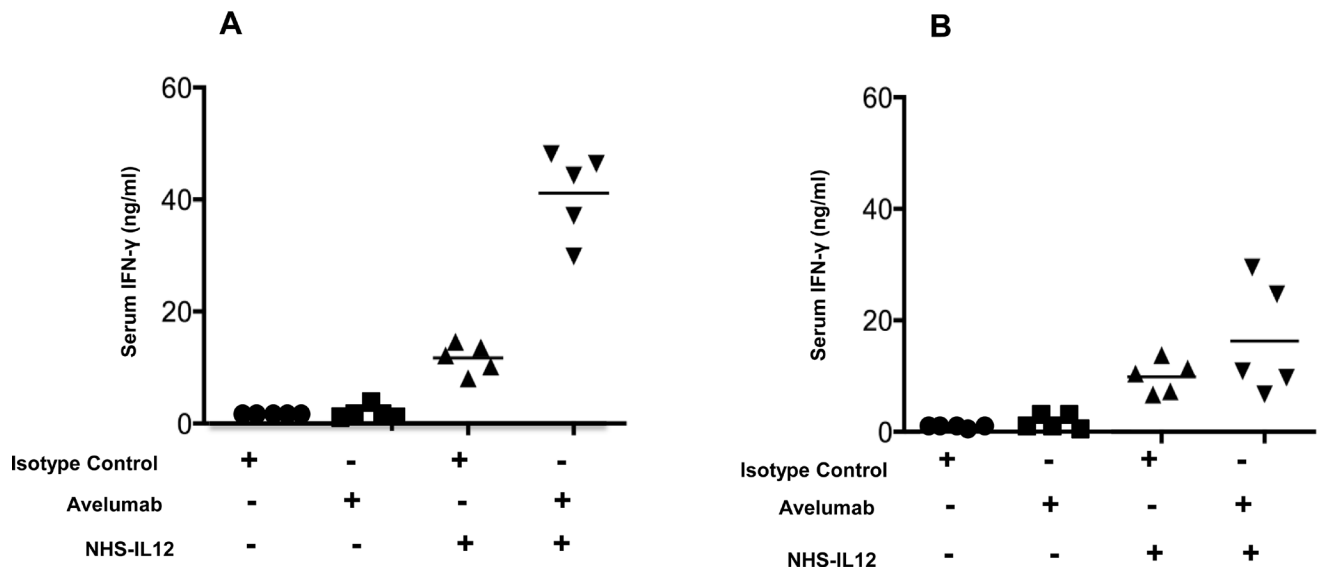 A
60
40
20
0
Serum IFN-γ (ng/ml)
Isotype Control + - + -
Avelumab - + - +
NHS-IL12 - - + +
B
60
40
20
0
Serum IFN-γ (ng/ml)
Isotype Control + - + -
Avelumab - + - +
NHS-IL12 - - + +